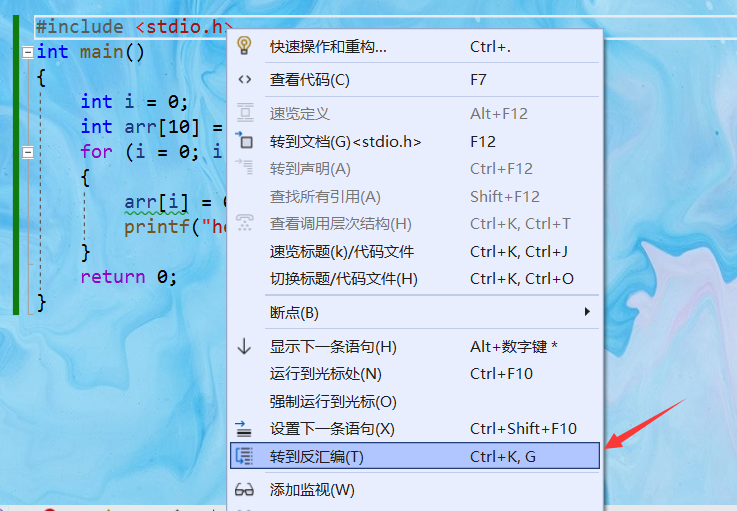 #include <stdio.h>
int main()
{
int i = 0;
int arr[10] =
for (i = 0; i
{
arr[i] =
printf("he
}
return 0;
}
快速操作和重构... Ctrl+.
查看代码(C) F7
速览定义 Alt+F12
转到文档(G)<stdio.h> F12
转到声明(A) Ctrl+F12
查找所有引用(A) Shift+F12
查看调用层次结构(H) Ctrl+K, Ctrl+T
速览标题(k)/代码文件 Ctrl+K, Ctrl+J
切换标题/代码文件(H) Ctrl+K, Ctrl+O
断点(B)
显示下一条语句(H) Alt+数字键 *
运行到光标处(N) Ctrl+F10
强制运行到光标(O)
设置下一条语句(X) Ctrl+Shift+F10
转到反汇编(T) Ctrl+K, G
添加监视(W)